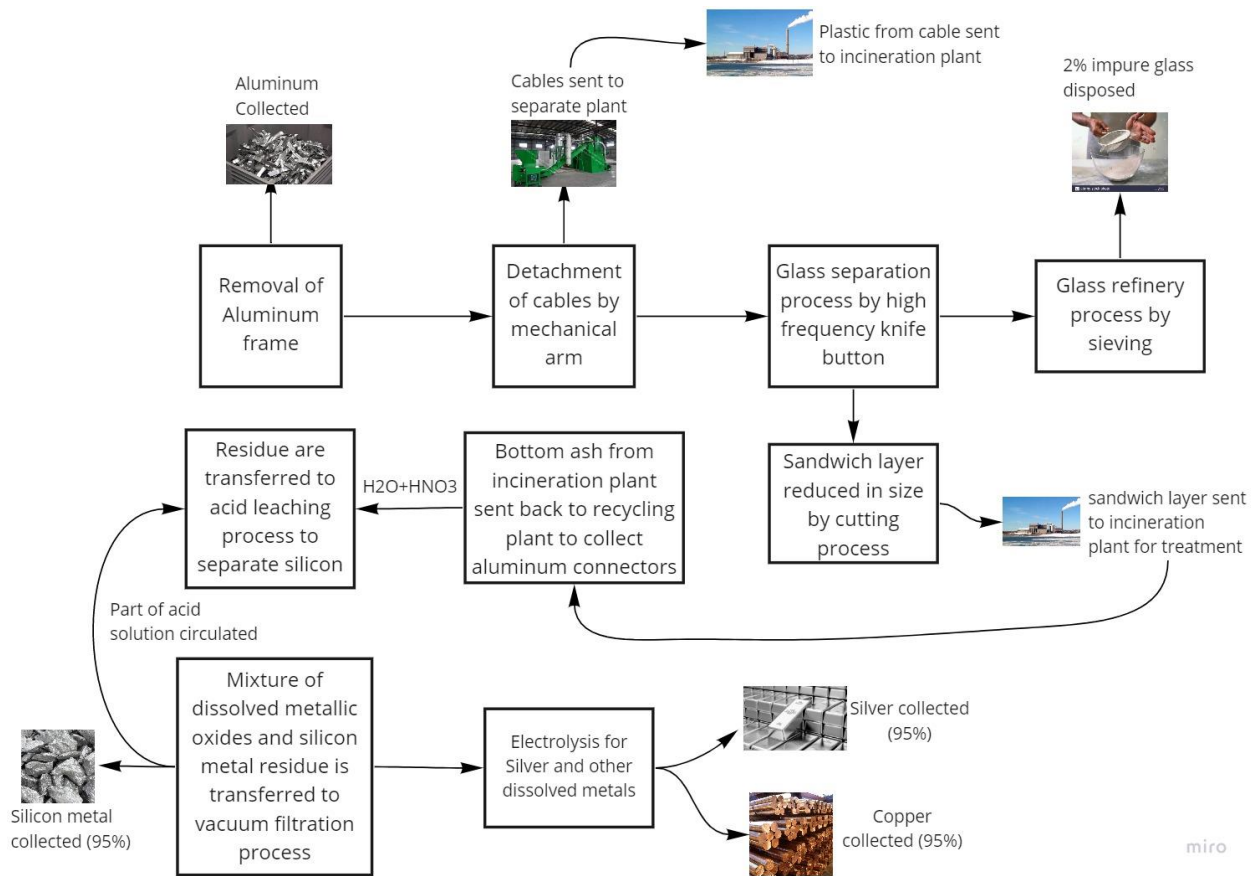 Plastic from cable sent
to incineration plant
2% impure glass
disposed
Aluminum
Collected
Cables sent to
separate plant
Removal of
Aluminum
frame
Detachment
of cables by
mechanical
arm
Glass separation
process by high
frequency knife
button
Glass refinery
process by
sieving
Residue are
transferred to
acid leaching
process to
separate silicon
H2O+HNO3
Bottom ash from
incineration plant
sent back to recycling
plant to collect
aluminum connectors
Sandwich layer
reduced in size
by cutting
process
sandwich layer sent
to incineration
plant for treatment
Part of acid
solution circulated
Mixture of
dissolved metallic
oxides and silicon
metal residue is
transferred to
vacuum filtration
process
Silicon metal
collected (95%)
Electrolysis for
Silver and other
dissolved metals
Silver collected
(95%)
Copper
collected (95%)
miro